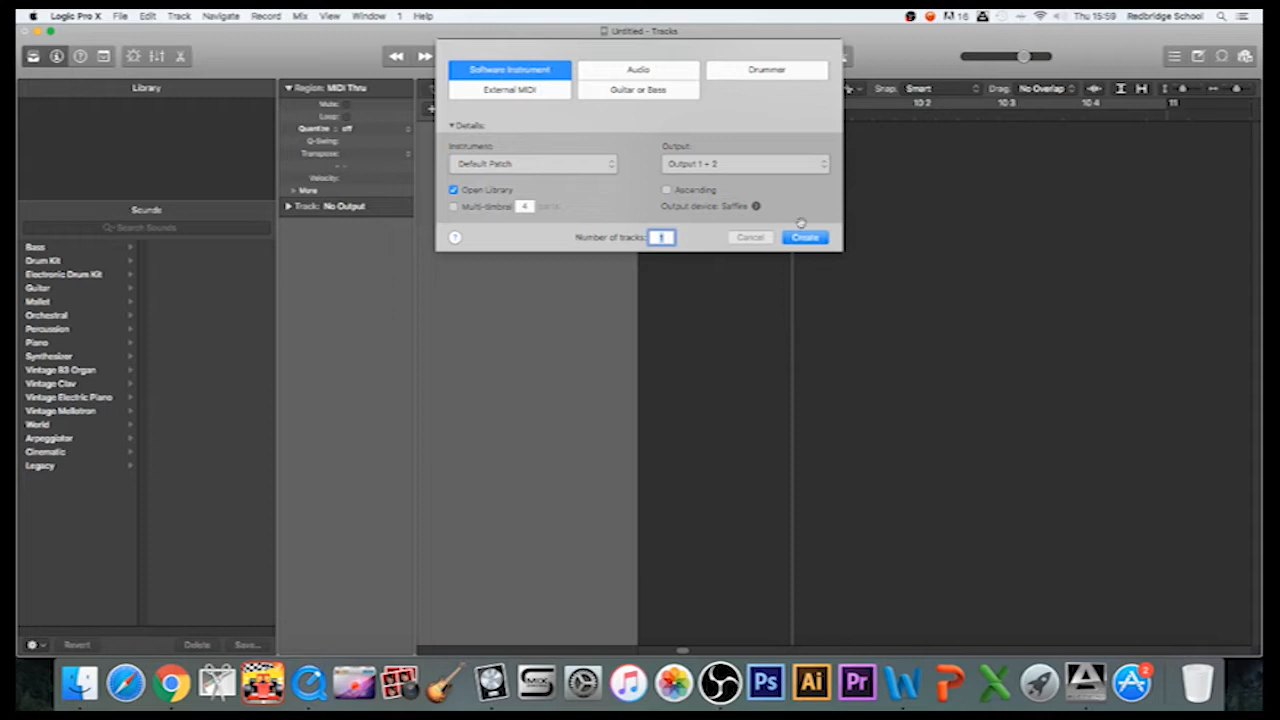 Logic Pro X File Edit Track Navigate Record Mix View Window 1 Help
16 Thu 15:59 Redbridge School
Untitled - Tracks
Software Instrument Audio Drummer
External MIDI Guitar or Bass
Library
Region: MIDI Thru
Snap: Smart Drag: No Overlap
10 2 10 3 10 4 11
Mute:
Loop:
Quantize off
Q-Swing:
Transpose:
Velocity:
More
Track: No Output
Details:
Instrument: Output:
Default Patch Output 1 + 2
Open Library Ascending
Multi-timbral 4 Output device: Saffire
? Number of tracks: 1 Cancel Create
Sounds
Search Sounds
Bass
Drum Kit
Electronic Drum Kit
Guitar
Mallet
Orchestral
Percussion
Piano
Synthesizer
Vintage B3 Organ
Vintage Clav
Vintage Electric Piano
Vintage Mellotron
World
Arpeggiator
Cinematic
Legacy
Revert Delete Save...
Ps Ai Pr 2